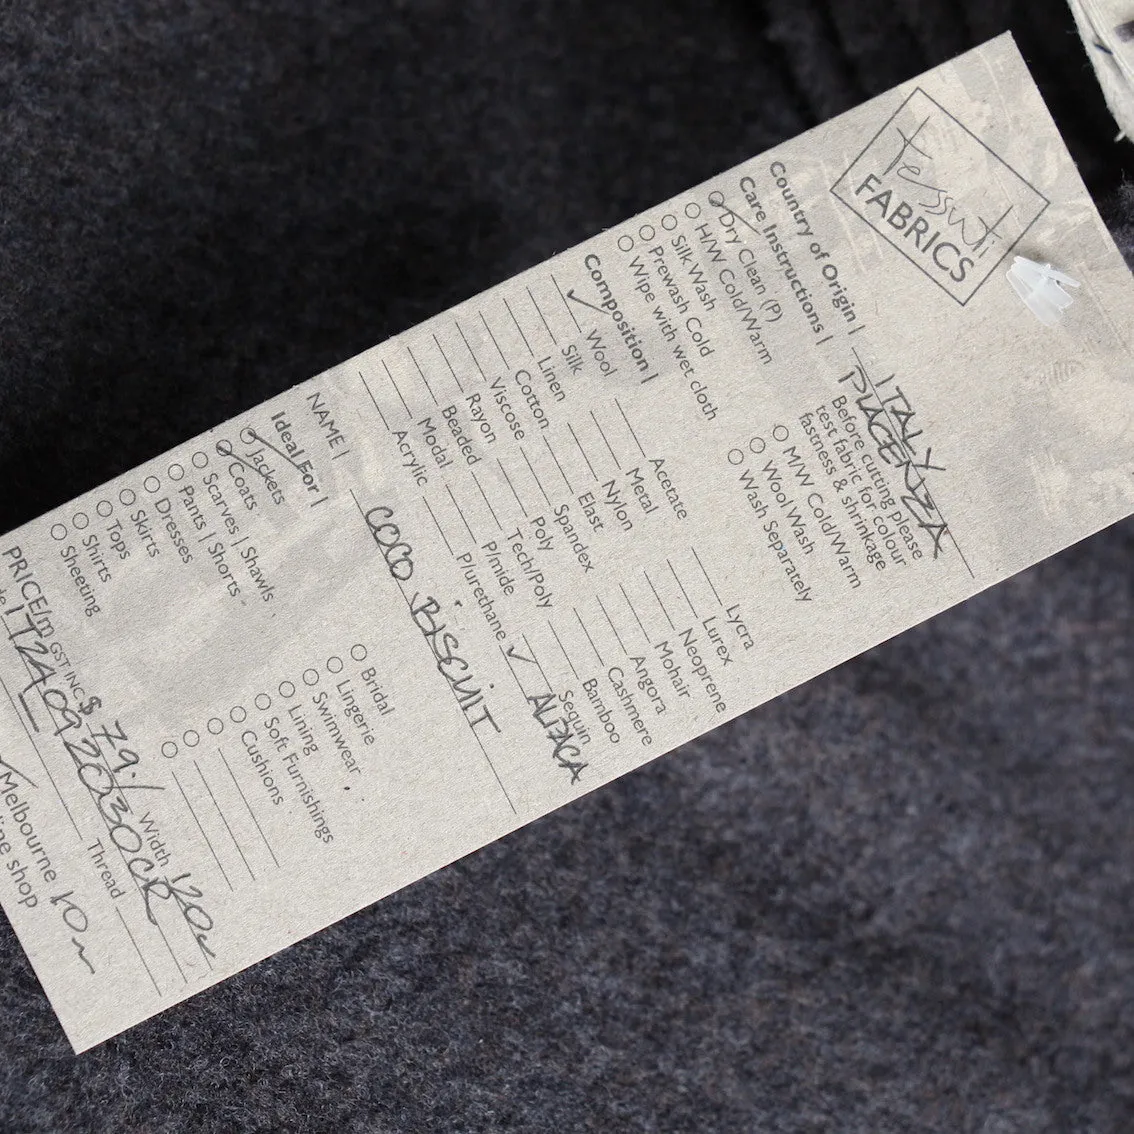 tessuti
FABRICS
Country of Origin | ITALY
PIACENZA
Care Instructions |
Before cutting please
test fabric for colour
fastness & shrinkage
Dry Clean (P)
H/W Cold/Warm
Silk Wash
Prewash Cold
Wipe with wet cloth
M/W Cold/Warm
Wool Wash
Wash Separately
Composition |
✓ Wool
Silk
Linen
Cotton
Viscose
Rayon
Beaded
Modal
Acrylic
Acetate
Metal
Nylon
Elast
Spandex
Poly
Tech/Poly
P/mide
P/urethane
Lycra
Lurex
Neoprene
Mohair
Angora
Cashmere
Bamboo
Sequin
✓ ALPACA
NAME | COCO BISCUIT
Ideal For |
Jackets
Coats
Scarves | Shawls
Pants | Shorts
Dresses
Skirts
Tops
Shirts
Sheeting
Bridal
Lingerie
Swimwear
Lining
Soft Furnishings
Cushions
PRICE/m GST INC $ 79./ Width 120
Thread
Melbourne 10m
shop